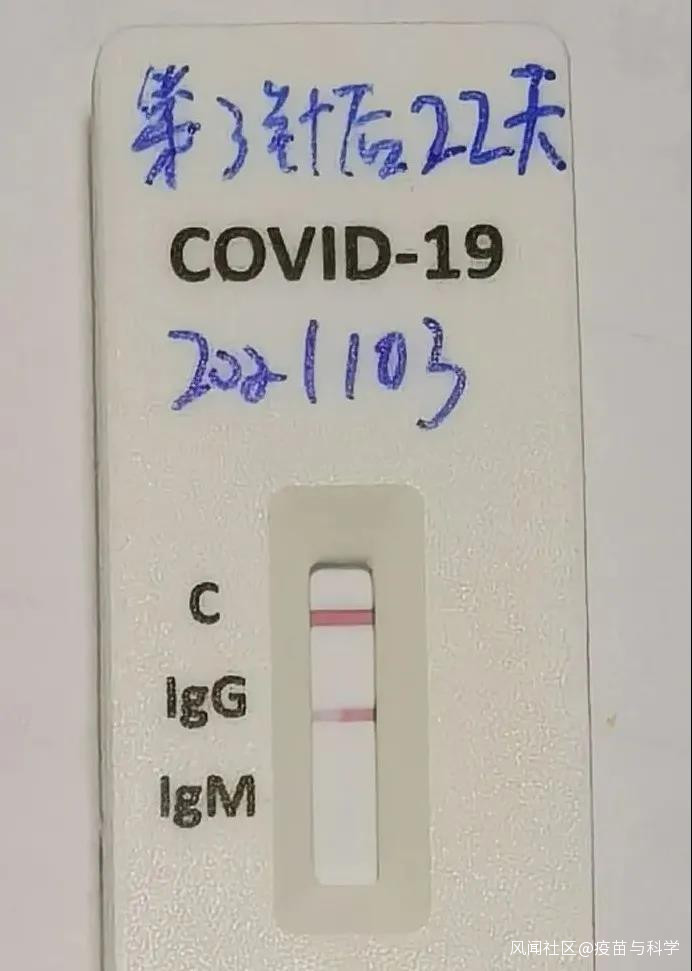 第3针后22天
COVID-19
20211103
C
IgG
IgM
风闻社区@疫苗与科学